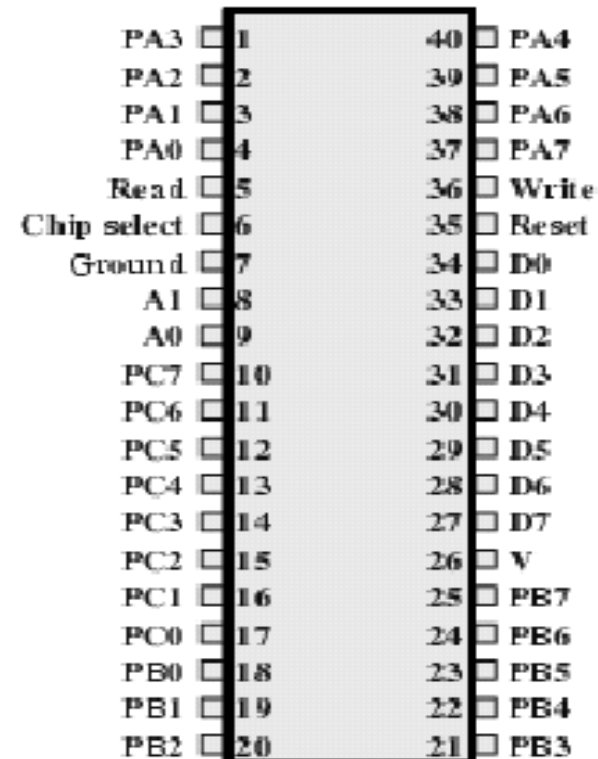 PA3 1 40 PA4
PA2 2 39 PA5
PA1 3 38 PA6
PA0 4 37 PA7
Read 5 36 Write
Chip select 6 35 Reset
Ground 7 34 D0
A1 8 33 D1
A0 9 32 D2
PC7 10 31 D3
PC6 11 30 D4
PC5 12 29 D5
PC4 13 28 D6
PC3 14 27 D7
PC2 15 26 V
PC1 16 25 PB7
PC0 17 24 PB6
PB0 18 23 PB5
PB1 19 22 PB4
PB2 20 21 PB3